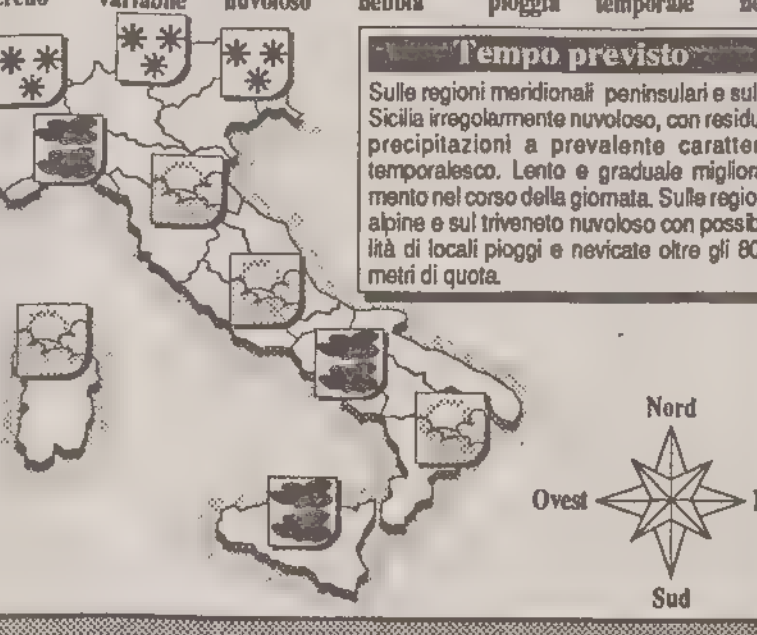 variabile nuvoloso nebbia pioggia temporale
Tempo previsto
Sulle regioni meridionali peninsulari e sul
Sicilia irregolarmente nuvoloso, con residu
precipitazioni a prevalente caratter
temporalesco. Lento e graduale miglior
mento nel corso della giornata. Sulle regio
alpine e sul triveneto nuvoloso con possib
lità di locali pioggi e nevicate oltre gli 80
metri di quota.
Nord
Ovest
Sud